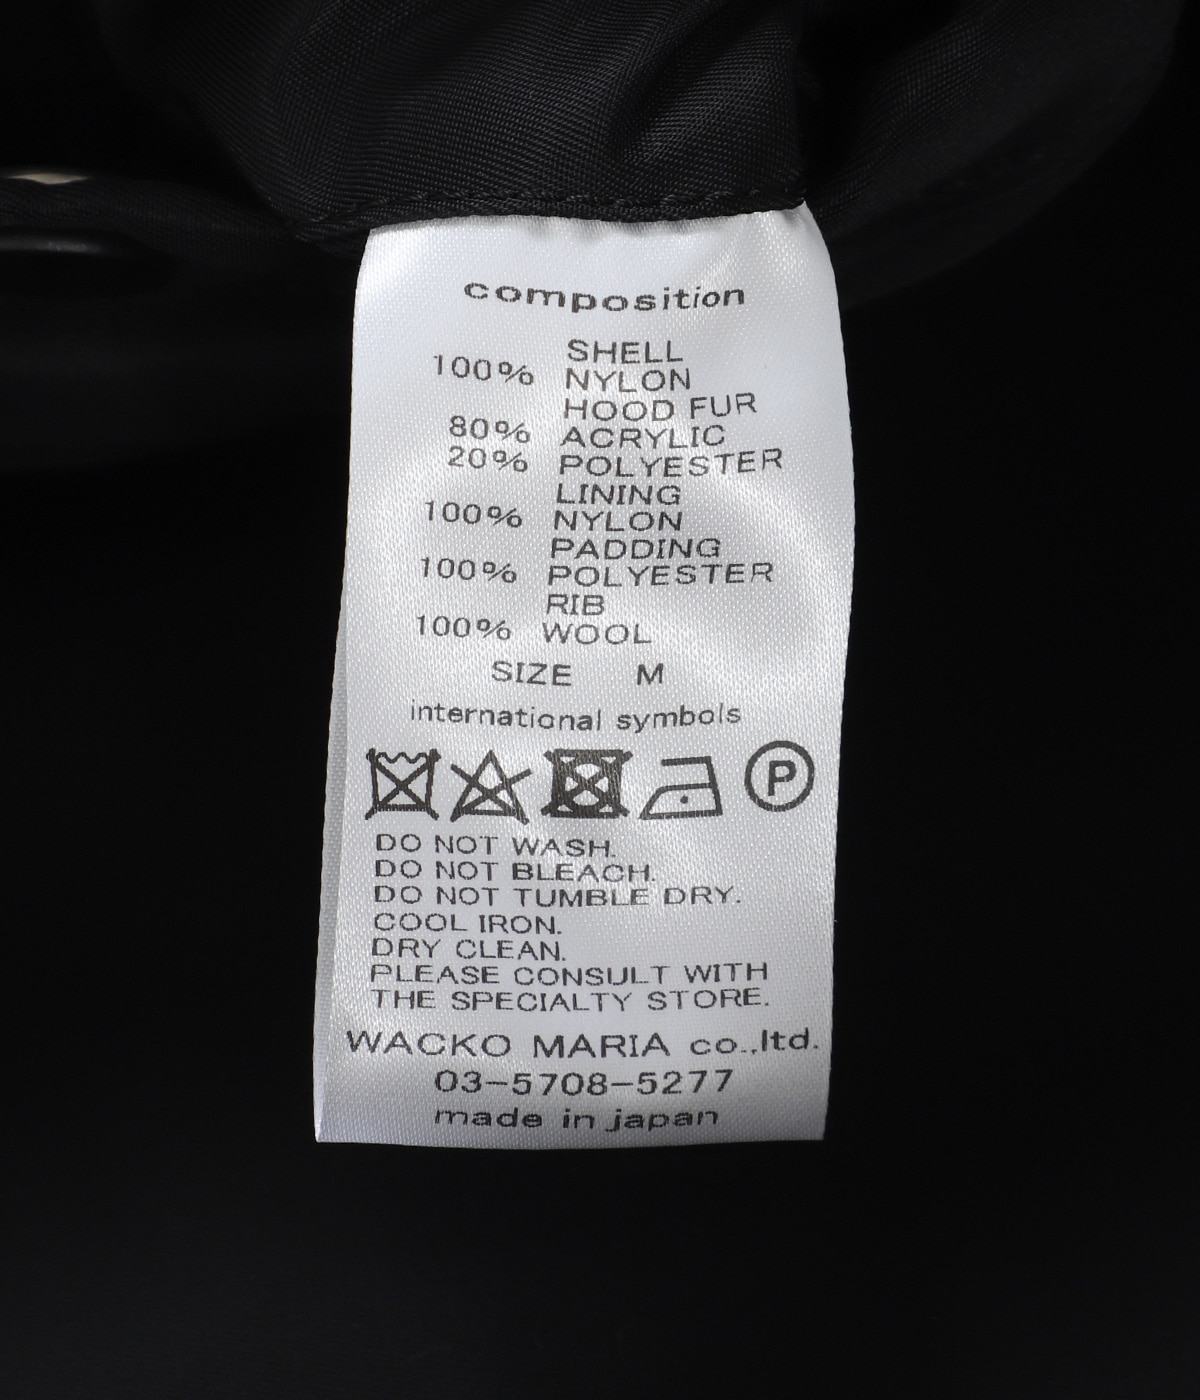 composition
SHELL
100% NYLON
HOOD FUR
80% ACRYLIC
20% POLYESTER
LINING
100% NYLON
PADDING
100% POLYESTER
RIB
100% WOOL
SIZE M
international symbols
P
DO NOT WASH.
DO NOT BLEACH.
DO NOT TUMBLE DRY.
COOL IRON.
DRY CLEAN.
PLEASE CONSULT WITH
THE SPECIALTY STORE.
WACKO MARIA co.,ltd.
03-5708-5277
made in japan